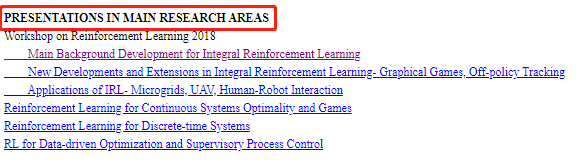 PRESENTATIONS IN MAIN RESEARCH AREAS
Workshop on Reinforcement Learning 2018
Main Background Development for Integral Reinforcement Learning
New Developments and Extensions in Integral Reinforcement Learning- Graphical Games, Off-policy Tracking
Applications of IRL- Microgrids, UAV, Human-Robot Interaction
Reinforcement Learning for Continuous Systems Optimality and Games
Reinforcement Learning for Discrete-time Systems
RL for Data-driven Optimization and Supervisory Process Control